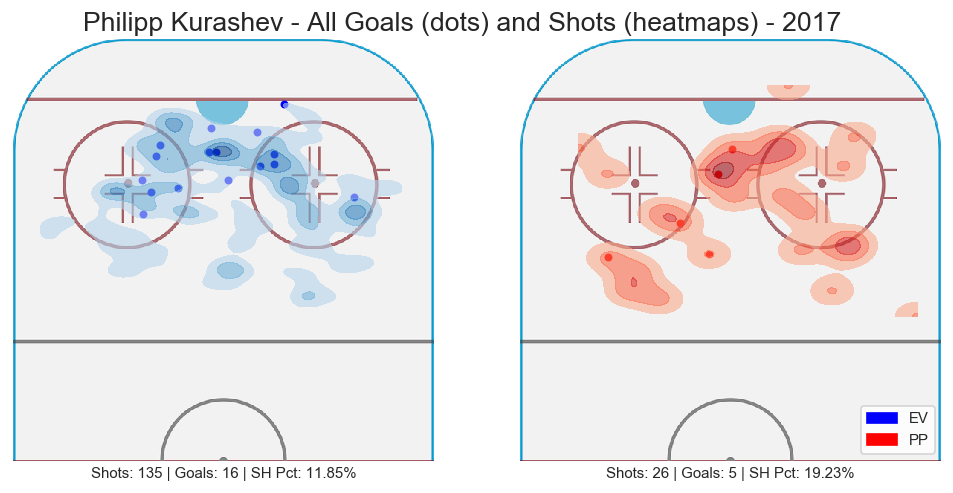 Philipp Kurashev - All Goals (dots) and Shots (heatmaps) - 2017
EV
PP
Shots: 135 | Goals: 16 | SH Pct: 11.85%
Shots: 26 | Goals: 5 | SH Pct: 19.23%